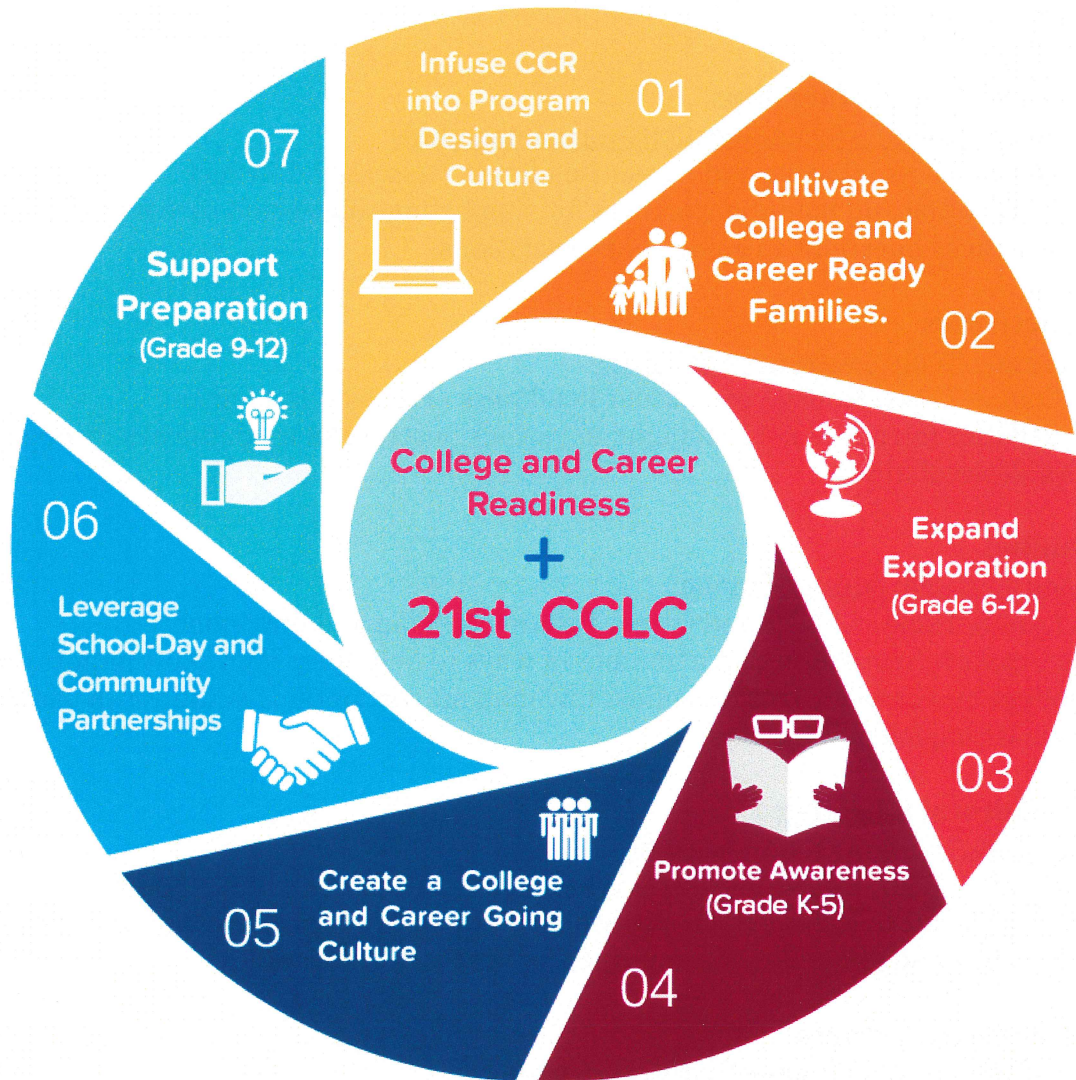 Infuse CCR
into Program
Design and
Culture
01
Cultivate
College and
Career Ready
Families.
02
Expand
Exploration
(Grade 6-12)
03
Promote Awareness
(Grade K-5)
04
Create a College
and Career Going
Culture
05
06
Leverage
School-Day and
Community
Partnerships
07
Support
Preparation
(Grade 9-12)
College and Career
Readiness
+
21st CCLC